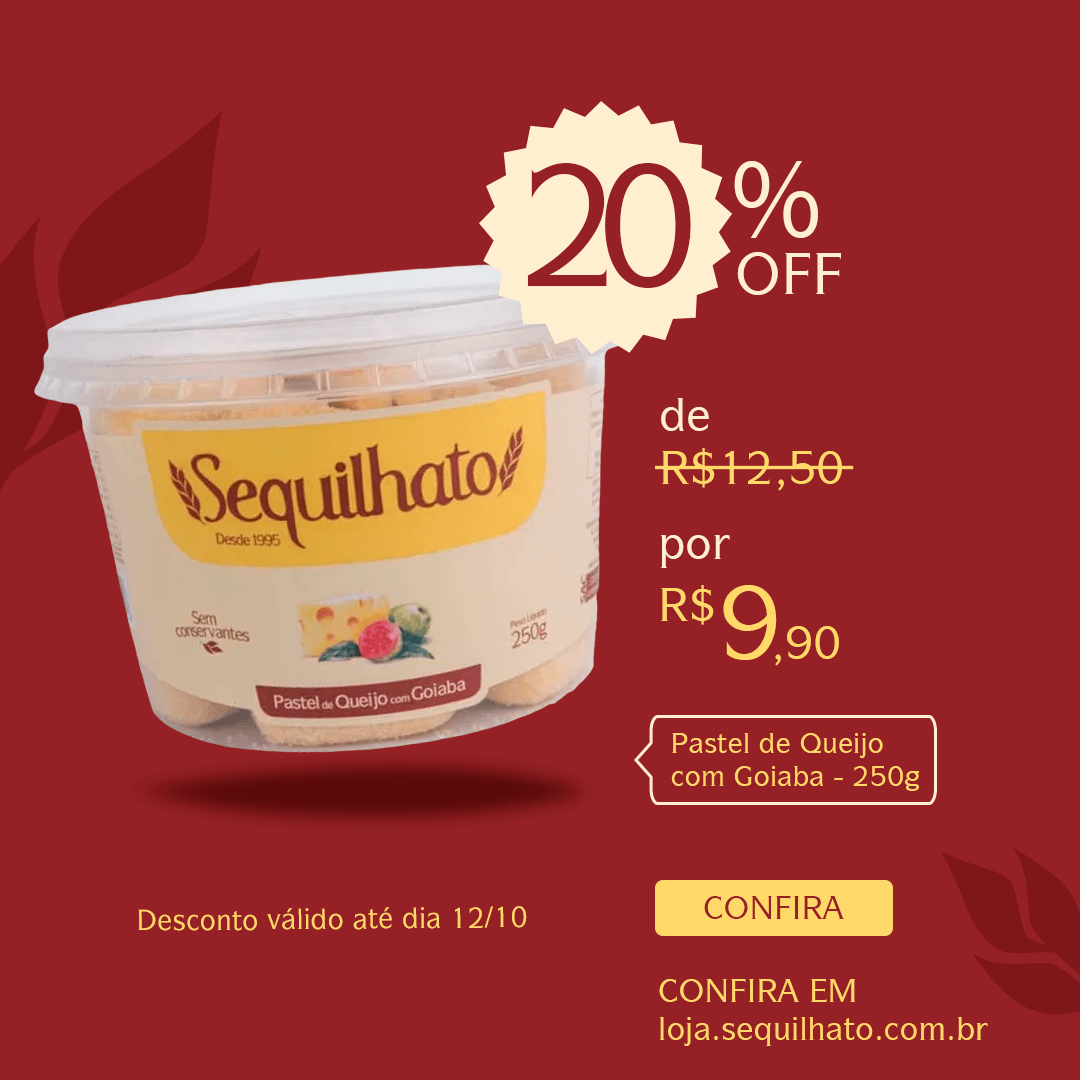 20%
OFF
de
R$12,50
por
R$9,90
Sequilhato
Desde 1995
Sem
conservantes
Peso Líquido
250g
Pastel de Queijo com Goiaba
Pastel de Queijo
com Goiaba - 250g
Desconto válido até dia 12/10
CONFIRA
CONFIRA EM
loja.sequilhato.com.br